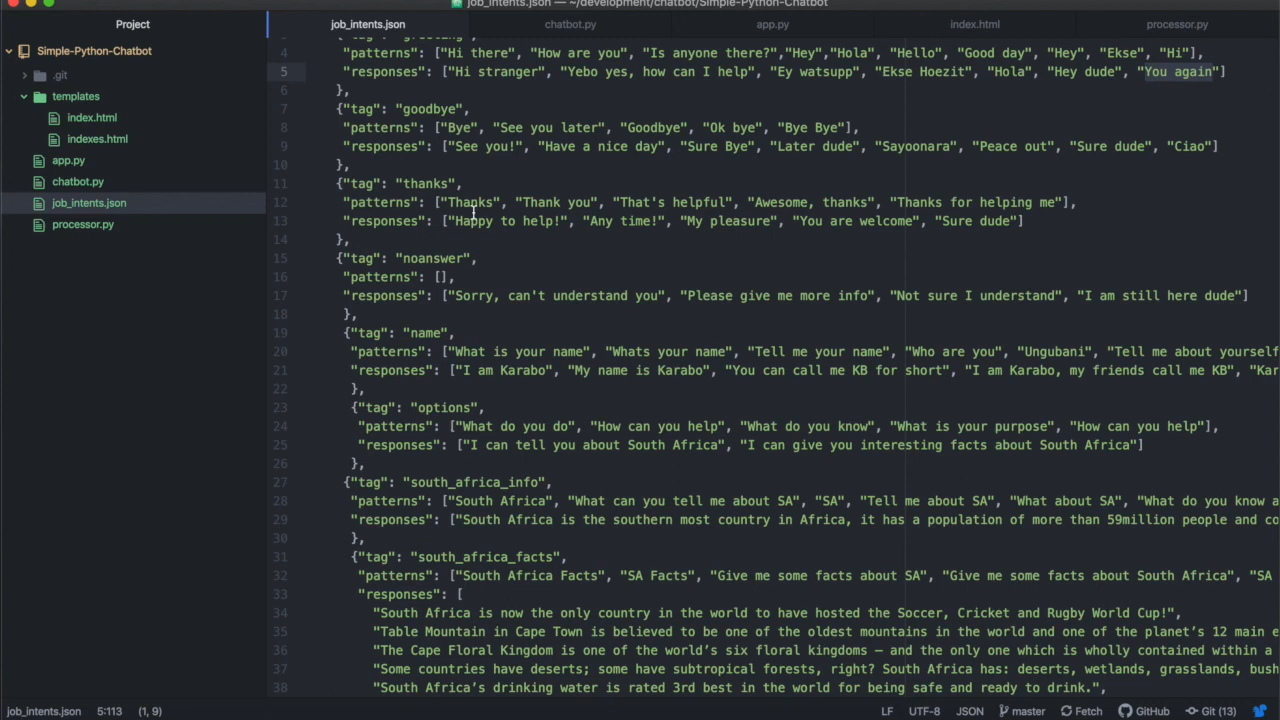 job_intents.json — ~/development/chatbot/Simple-Python-Chatbot
Project
job_intents.json
chatbot.py
app.py
index.html
processor.py
Simple-Python-Chatbot
.git
templates
index.html
indexes.html
app.py
chatbot.py
job_intents.json
processor.py
3 {"tag": "greeting",
4 "patterns": ["Hi there", "How are you", "Is anyone there?","Hey","Hola", "Hello", "Good day", "Hey", "Ekse", "Hi"],
5 "responses": ["Hi stranger", "Yebo yes, how can I help", "Ey watsupp", "Ekse Hoezit", "Hola", "Hey dude", "You again"]
6 },
7 {"tag": "goodbye",
8 "patterns": ["Bye", "See you later", "Goodbye", "Ok bye", "Bye Bye"],
9 "responses": ["See you!", "Have a nice day", "Sure Bye", "Later dude", "Sayoonara", "Peace out", "Sure dude", "Ciao"]
10 },
11 {"tag": "thanks",
12 "patterns": ["Thanks", "Thank you", "That's helpful", "Awesome, thanks", "Thanks for helping me"],
13 "responses": ["Happy to help!", "Any time!", "My pleasure", "You are welcome", "Sure dude"]
14 },
15 {"tag": "noanswer",
16 "patterns": [],
17 "responses": ["Sorry, can't understand you", "Please give me more info", "Not sure I understand", "I am still here dude"]
18 },
19 {"tag": "name",
20 "patterns": ["What is your name", "Whats your name", "Tell me your name", "Who are you", "Ungubani", "Tell me about yourself
21 "responses": ["I am Karabo", "My name is Karabo", "You can call me KB for short", "I am Karabo, my friends call me KB", "Kar
22 },
23 {"tag": "options",
24 "patterns": ["What do you do", "How can you help", "What do you know", "What is your purpose", "How can you help"],
25 "responses": ["I can tell you about South Africa", "I can give you interesting facts about South Africa"]
26 },
27 {"tag": "south_africa_info",
28 "patterns": ["South Africa", "What can you tell me about SA", "SA", "Tell me about SA", "What about SA", "What do you know a
29 "responses": ["South Africa is the southern most country in Africa, it has a population of more than 59million people and co
30 },
31 {"tag": "south_africa_facts",
32 "patterns": ["South Africa Facts", "SA Facts", "Give me some facts about SA", "Give me some facts about South Africa", "SA
33 "responses": [
34 "South Africa is now the only country in the world to have hosted the Soccer, Cricket and Rugby World Cup!",
35 "Table Mountain in Cape Town is believed to be one of the oldest mountains in the world and one of the planet’s 12 main e
36 "The Cape Floral Kingdom is one of the world’s six floral kingdoms – and the only one which is wholly contained within a
37 "Some countries have deserts; some have subtropical forests, right? South Africa has: deserts, wetlands, grasslands, bush
38 "South Africa’s drinking water is rated 3rd best in the world for being safe and ready to drink.",
job_intents.json 5:113 (1, 9) LF UTF-8 JSON master Fetch GitHub Git (13)